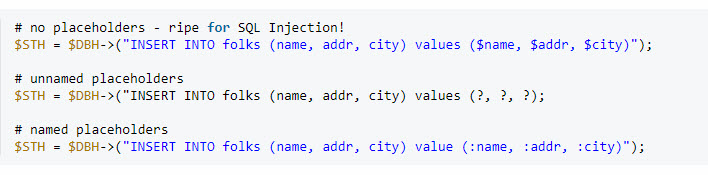 # no placeholders - ripe for SQL Injection!
$STH = $DBH->("INSERT INTO folks (name, addr, city) values ($name, $addr, $city)");
# unnamed placeholders
$STH = $DBH->("INSERT INTO folks (name, addr, city) values (?, ?, ?);
# named placeholders
$STH = $DBH->("INSERT INTO folks (name, addr, city) value (:name, :addr, :city)");